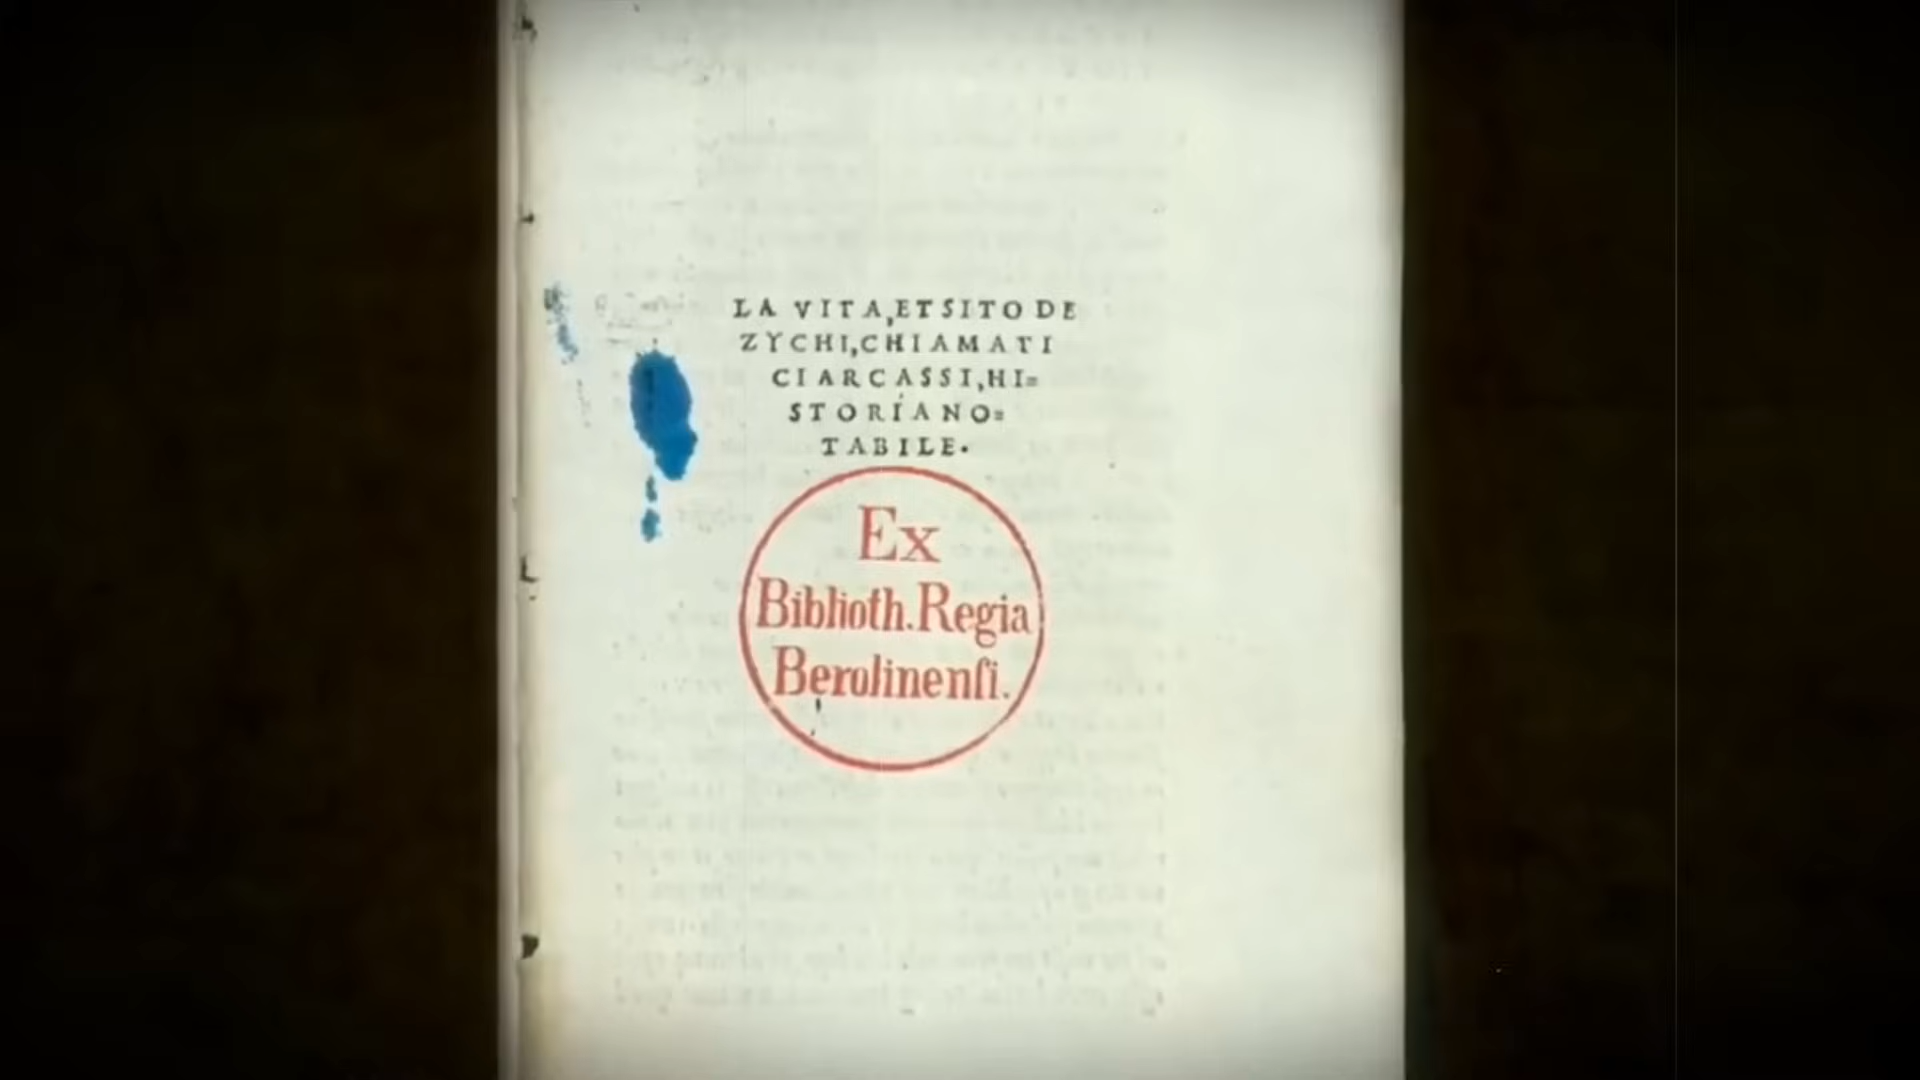 LA VITA,ET SITO DE
ZYCHI,CHIAMATI
CIARCASSI,HI=
STORIA NO=
TABILE.
Ex
Biblioth. Regia
Berolinenſi.